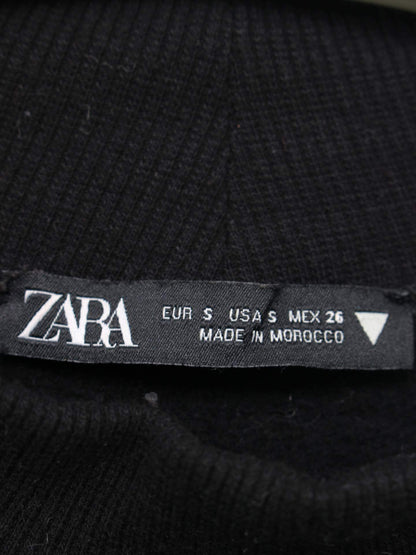 ZARA
EUR S USA S MEX 26
MADE IN MOROCCO